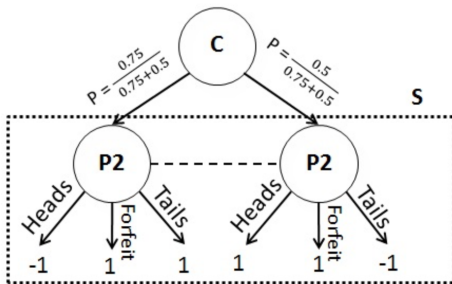 C
P = 0.75 / 0.75+0.5
P = 0.5 / 0.75+0.5
S
P2 P2
Heads Forfeit Tails Heads Forfeit Tails
-1 1 1 1 1 -1